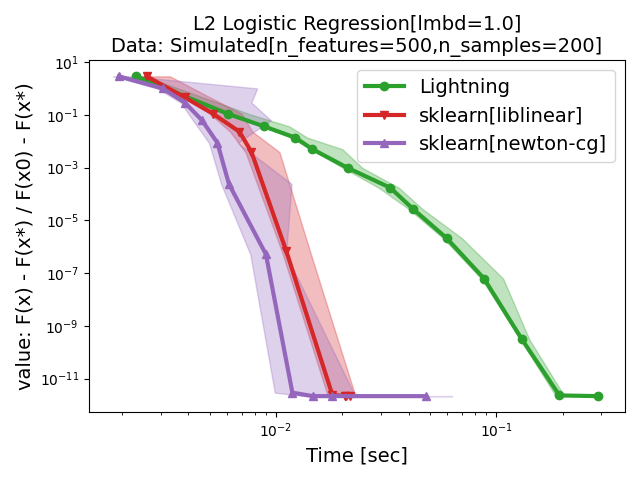 L2 Logistic Regression[lmbd=1.0]
Data: Simulated[n_features=500,n_samples=200]
value: F(x) - F(x*) / F(x0) - F(x*)
10¹
10⁻¹
10⁻³
10⁻⁵
10⁻⁷
10⁻⁹
10⁻¹¹
Lightning
sklearn[liblinear]
sklearn[newton-cg]
10⁻² 10⁻¹
Time [sec]